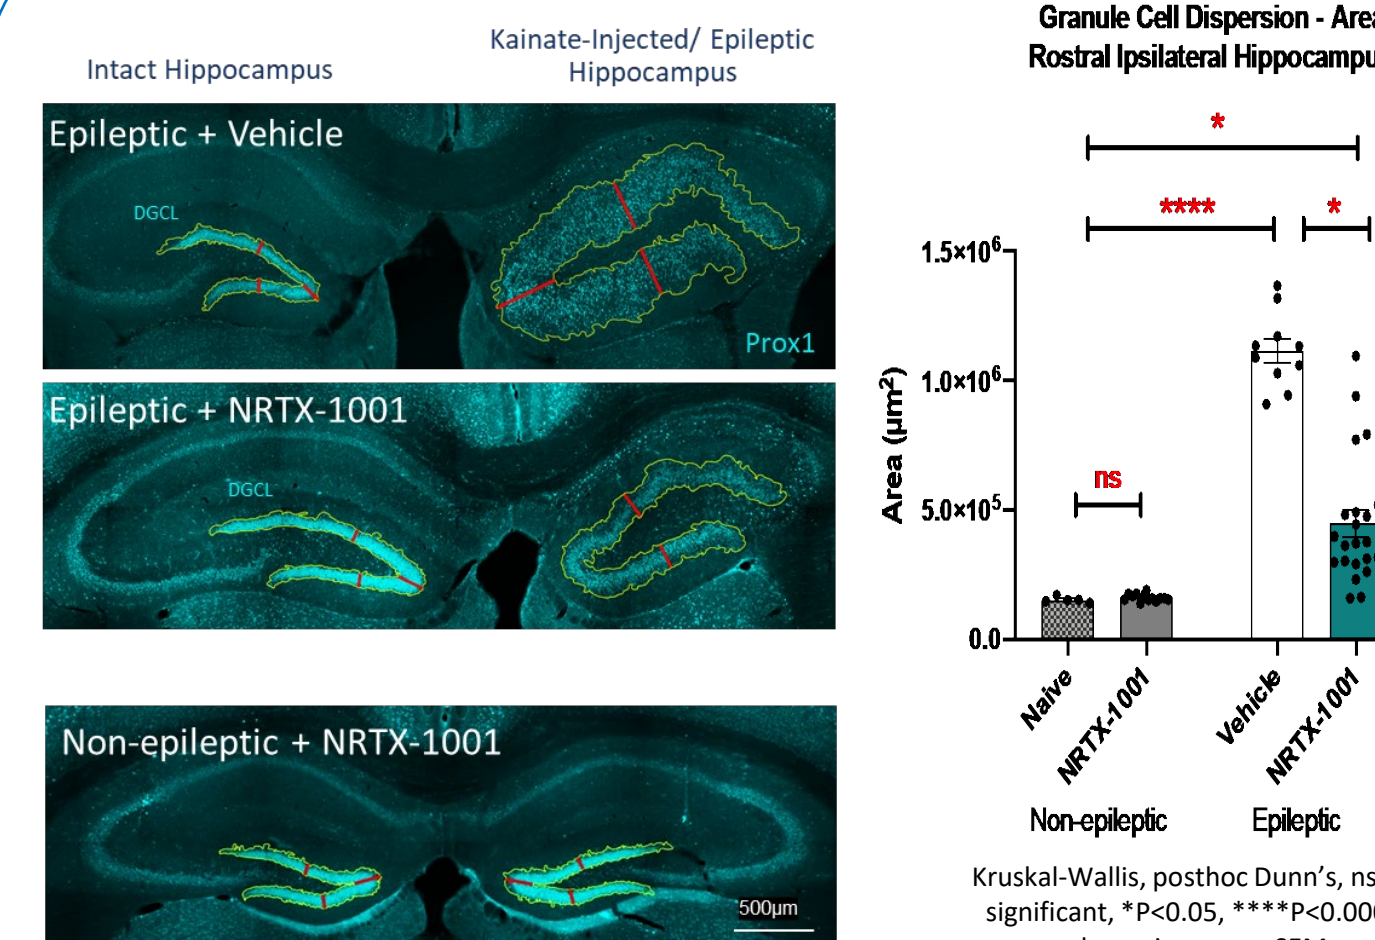 Intact Hippocampus
Kainate-Injected/ Epileptic
Hippocampus
Epileptic + Vehicle
DGCL
Prox1
Epileptic + NRTX-1001
DGCL
Non-epileptic + NRTX-1001
500μm
Granule Cell Dispersion - Area
Rostral Ipsilateral Hippocampu
*
**** *
ns
Area (μm²)
1.5×10⁶
1.0×10⁶
5.0×10⁵
0.0
Naive
NRTX-1001
Vehicle
NRTX-1001
Non-epileptic
Epileptic
Kruskal-Wallis, posthoc Dunn's, ns
significant, *P<0.05, ****P<0.000